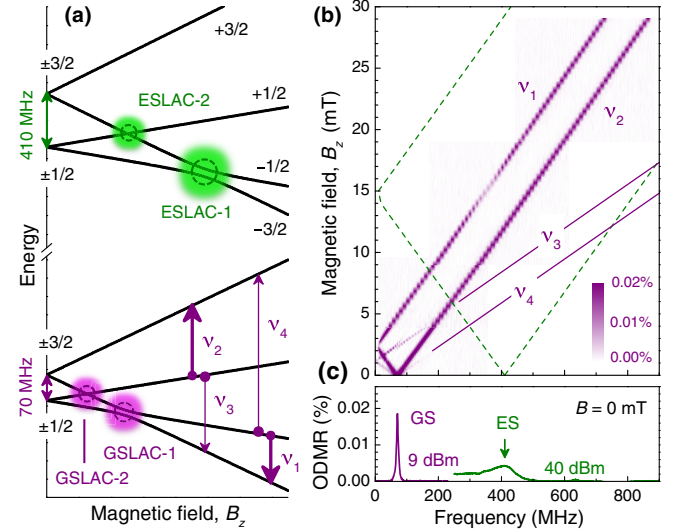 (a)
+3/2
±3/2
ESLAC-2
+1/2
410 MHz
±1/2
−1/2
ESLAC-1
−3/2
Energy
±3/2
ν4
ν2
70 MHz
ν3
±1/2
GSLAC-1
GSLAC-2
ν1
Magnetic field, Bz
(b)
30
25
20
15
10
5
0
Magnetic field, Bz (mT)
ν1
ν2
ν3
ν4
0.02%
0.01%
0.00%
(c)
ODMR (%)
0.02
0.01
0.00
GS
9 dBm
ES
40 dBm
B = 0 mT
0 200 400 600 800
Frequency (MHz)